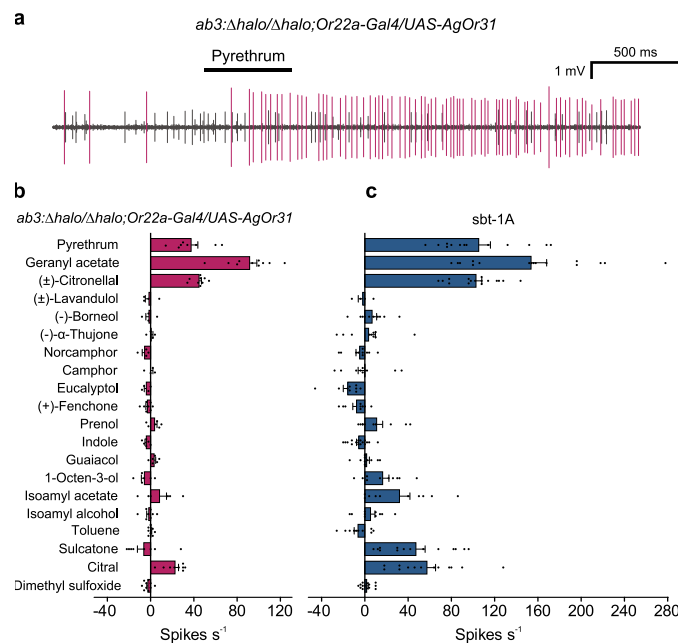 a
ab3:Δhalo/Δhalo;Or22a-Gal4/UAS-AgOr31
Pyrethrum
500 ms
1 mV
b
c
ab3:Δhalo/Δhalo;Or22a-Gal4/UAS-AgOr31
sbt-1A
Pyrethrum
Geranyl acetate
(±)-Citronellal
(±)-Lavandulol
(-)-Borneol
(-)-α-Thujone
Norcamphor
Camphor
Eucalyptol
(+)-Fenchone
Prenol
Indole
Guaiacol
1-Octen-3-ol
Isoamyl acetate
Isoamyl alcohol
Toluene
Sulcatone
Citral
Dimethyl sulfoxide
-40 0 40 80 120
-40 0 40 80 120 160 200 240 280
Spikes s⁻¹
Spikes s⁻¹